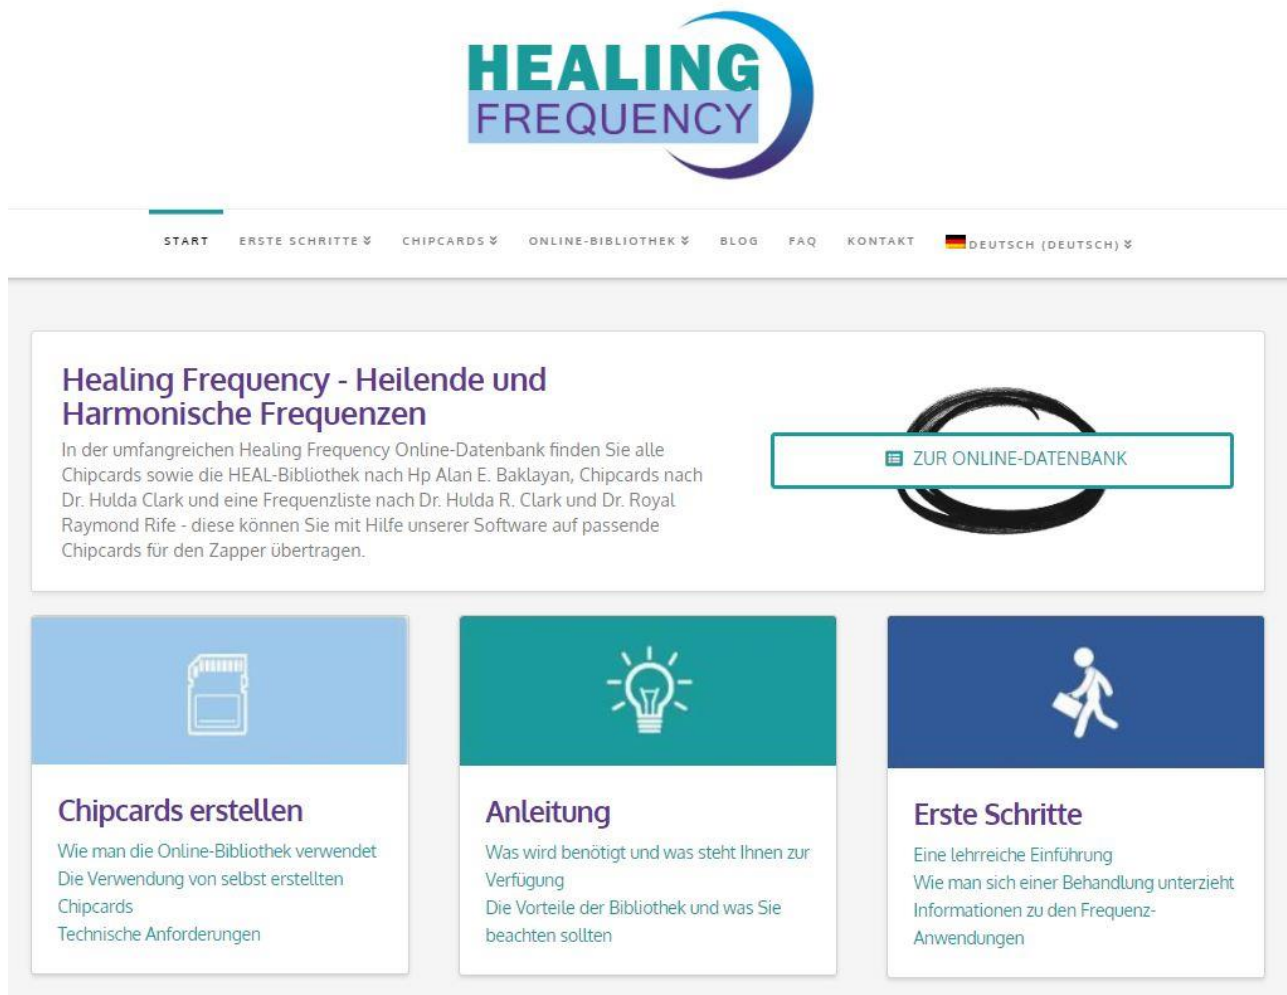 HEALING
FREQUENCY
START ERSTE SCHRITTE CHIPCARDS ONLINE-BIBLIOTHEK BLOG FAQ KONTAKT DEUTSCH (DEUTSCH)
Healing Frequency - Heilende und
Harmonische Frequenzen
In der umfangreichen Healing Frequency Online-Datenbank finden Sie alle
Chipcards sowie die HEAL-Bibliothek nach Hp Alan E. Baklayan, Chipcards nach
Dr. Hulda Clark und eine Frequenzliste nach Dr. Hulda R. Clark und Dr. Royal
Raymond Rife - diese können Sie mit Hilfe unserer Software auf passende
Chipcards für den Zapper übertragen.
ZUR ONLINE-DATENBANK
Chipcards erstellen
Wie man die Online-Bibliothek verwendet
Die Verwendung von selbst erstellten
Chipcards
Technische Anforderungen
Anleitung
Was wird benötigt und was steht Ihnen zur
Verfügung
Die Vorteile der Bibliothek und was Sie
beachten sollten
Erste Schritte
Eine lehrreiche Einführung
Wie man sich einer Behandlung unterzieht
Informationen zu den Frequenz-
Anwendungen